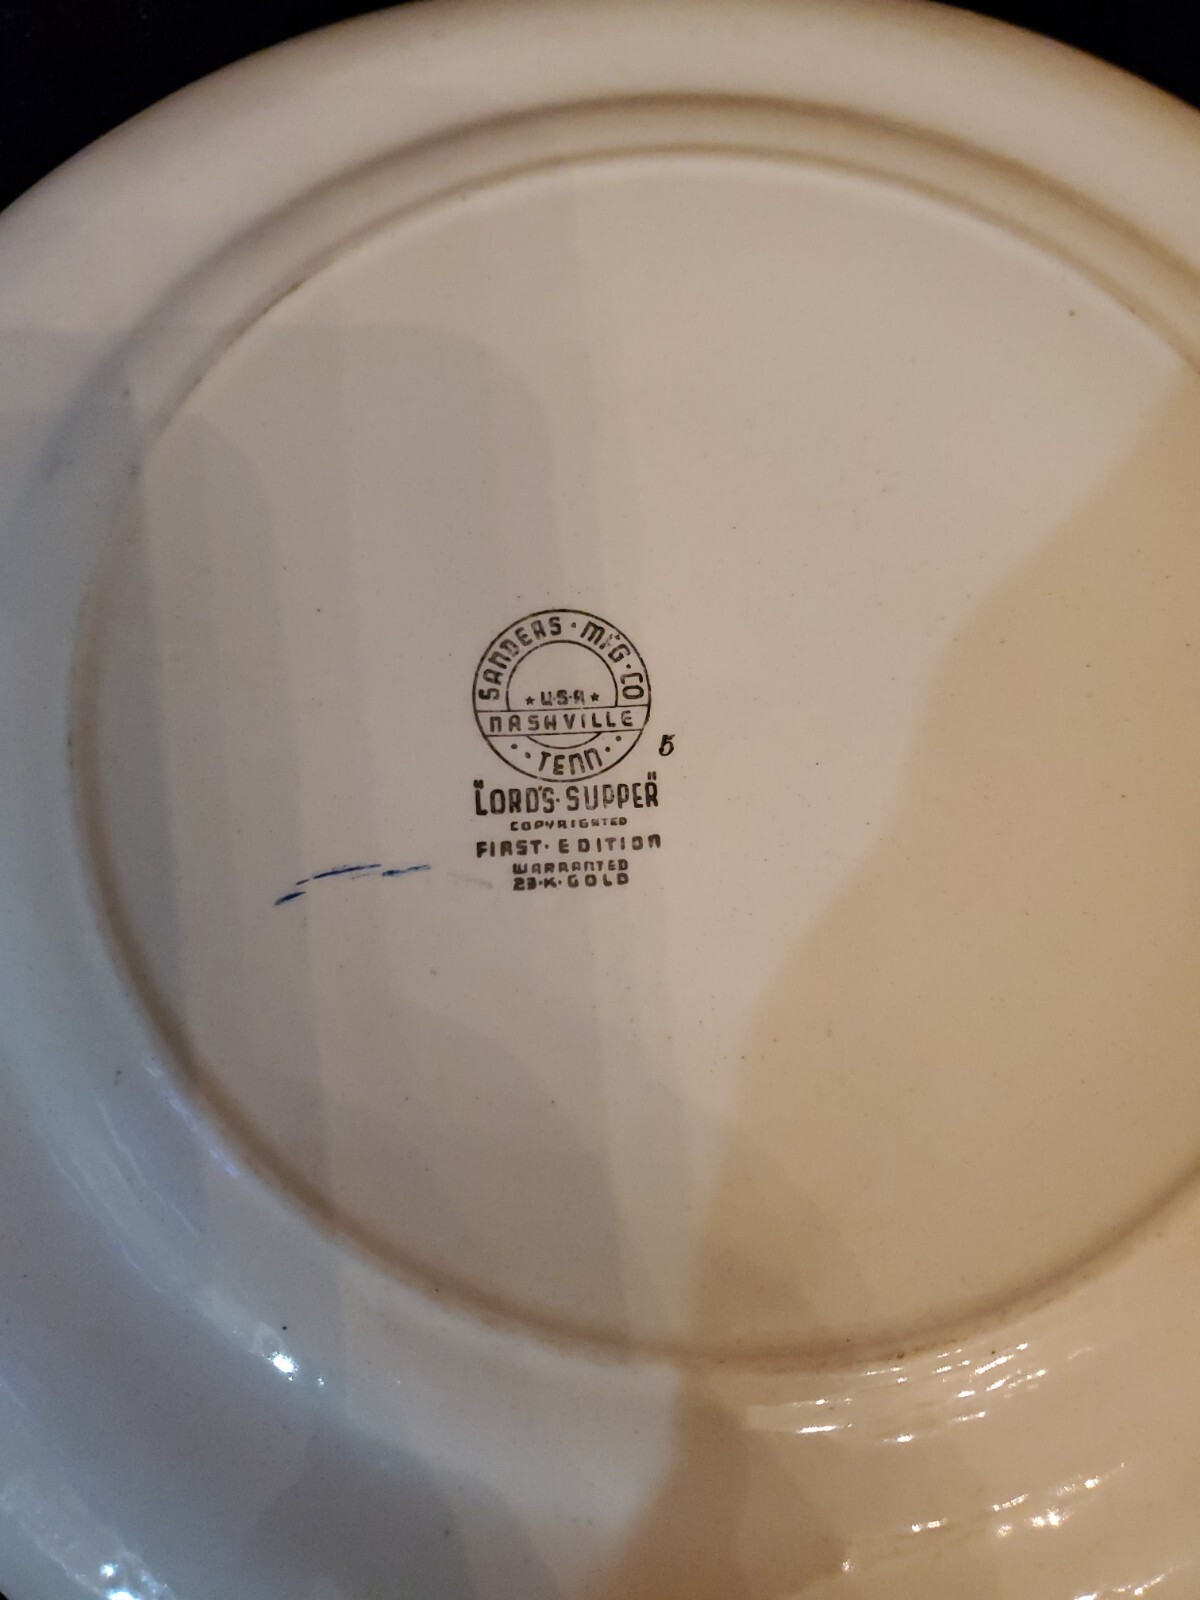 SANDERS · MFG · CO
★ U·S·A ★
NASHVILLE
·· TENN ··
5
"LORD'S·SUPPER"
COPYRIGHTED
FIRST· EDITION
WARRANTED
23·K·GOLD